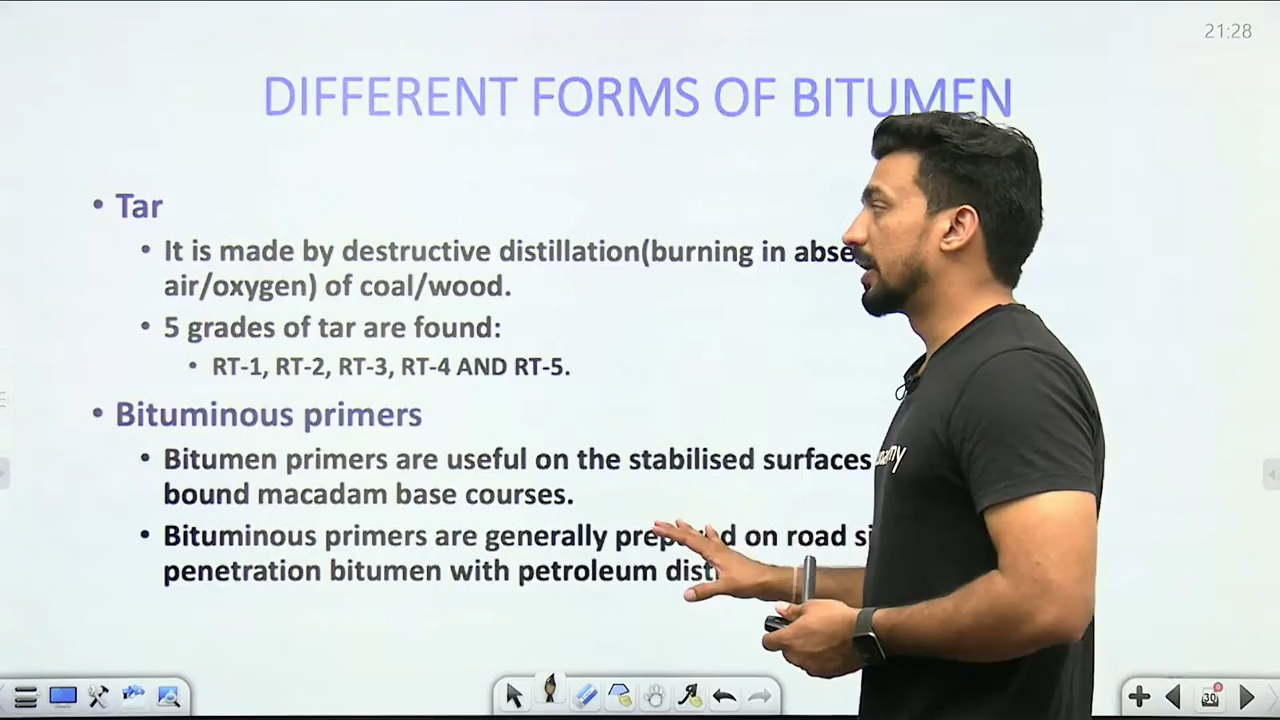 21:28
DIFFERENT FORMS OF BITUMEN
• Tar
• It is made by destructive distillation(burning in
air/oxygen) of coal/wood.
• 5 grades of tar are found:
• RT-1, RT-2, RT-3, RT-4 AND RT-5.
• Bituminous primers
• Bitumen primers are useful on the stabilised surfaces
bound macadam base courses.
• Bituminous primers are generally on road
penetration bitumen with petroleum
30